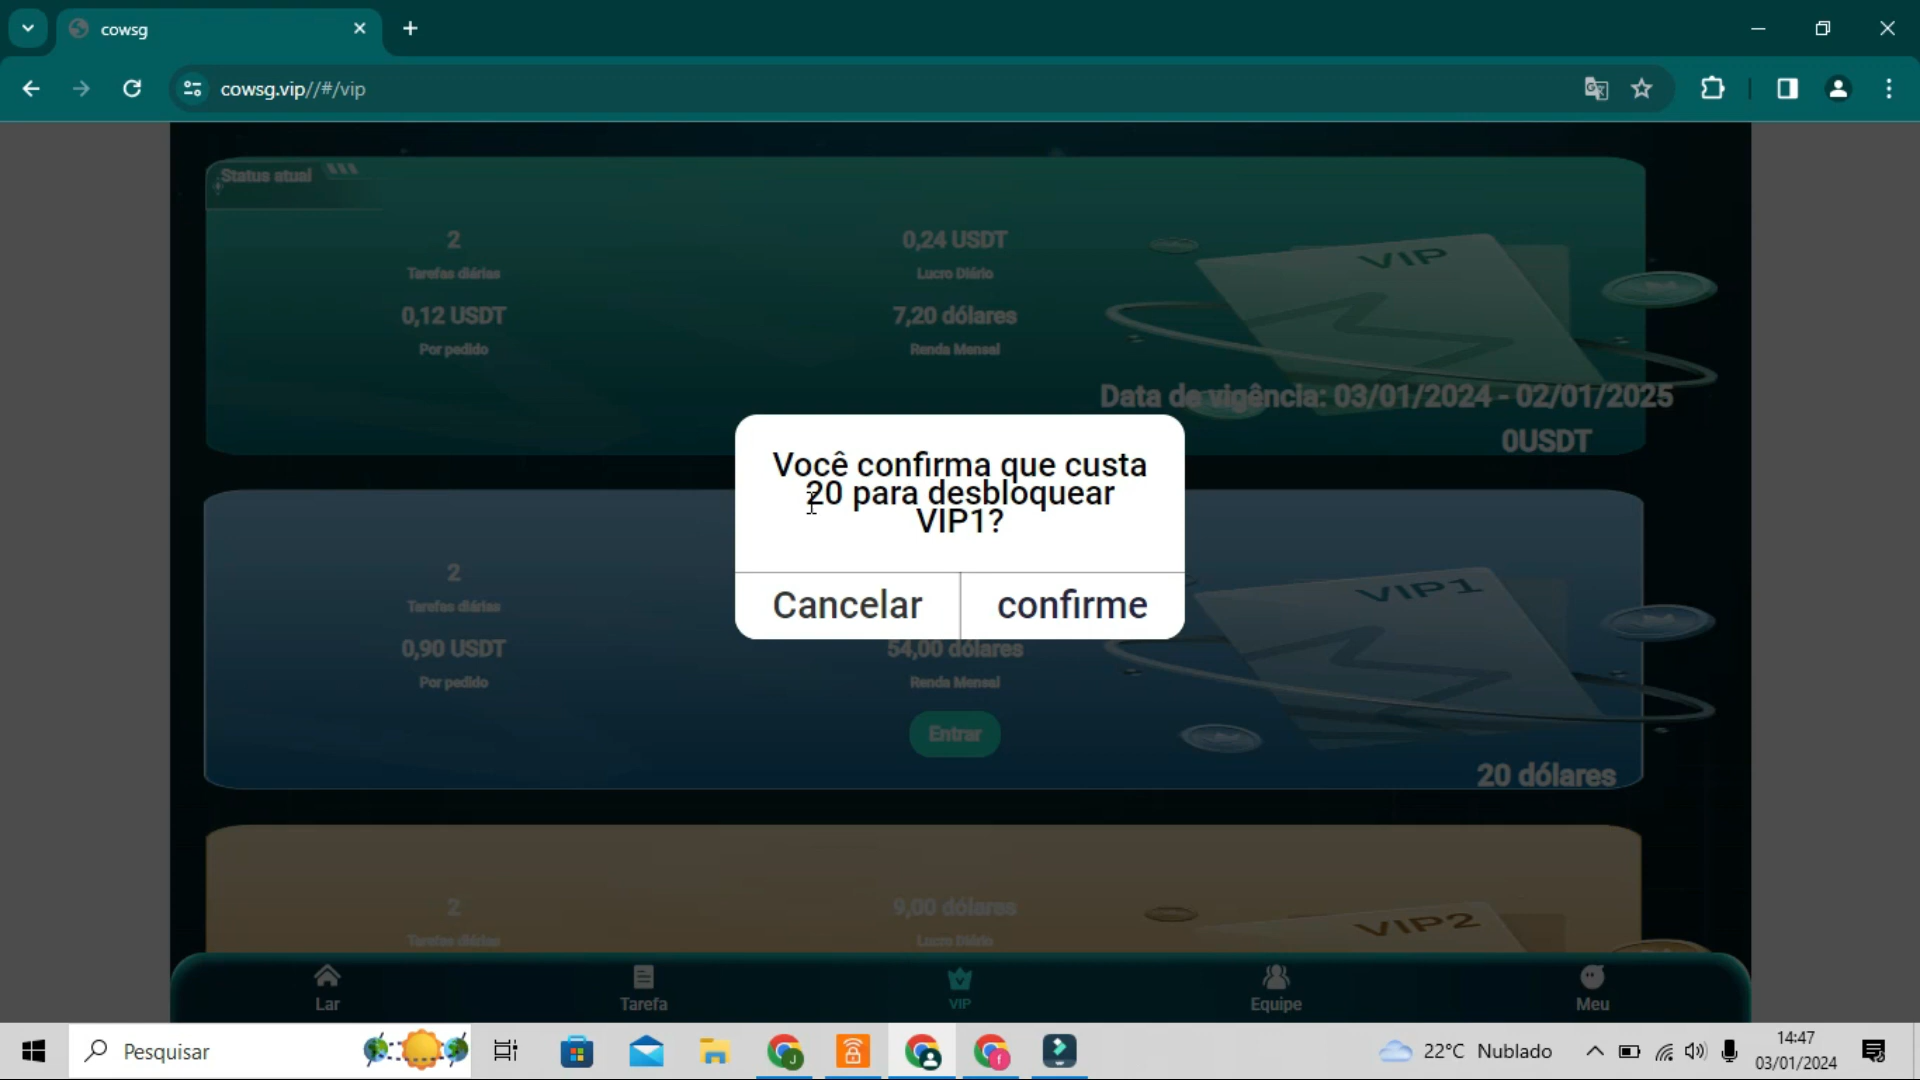 cowsg
cowsg.vip//#/vip
Status atual
2
Tarefas diárias
0,24 USDT
Lucro Diário
0,12 USDT
Por pedido
7,20 dólares
Renda Mensal
VIP
Data de vigência: 03/01/2024 - 02/01/2025
0USDT
Você confirma que custa
20 para desbloquear
VIP1?
Cancelar
confirme
2
Tarefas diárias
0,90 USDT
Por pedido
54,00 dólares
Renda Mensal
Entrar
VIP1
20 dólares
2
Tarefas diárias
9,00 dólares
Lucro Diário
VIP2
Lar
Tarefa
VIP
Equipe
Meu
Pesquisar
22°C Nublado
14:47
03/01/2024